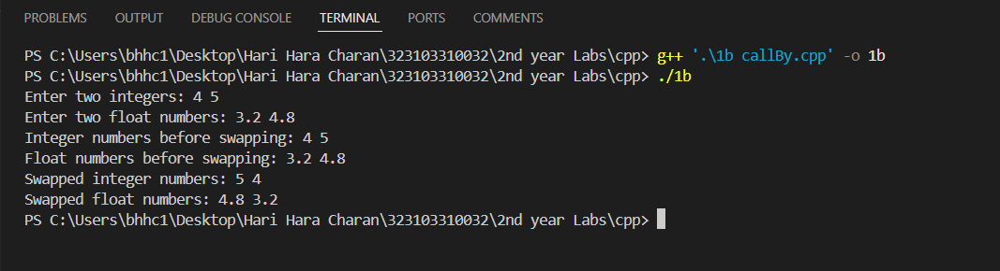 PROBLEMS OUTPUT DEBUG CONSOLE TERMINAL PORTS COMMENTS
PS C:\Users\bhhc1\Desktop\Hari Hara Charan\323103310032\2nd year Labs\cpp> g++ '.\1b callBy.cpp' -o 1b
PS C:\Users\bhhc1\Desktop\Hari Hara Charan\323103310032\2nd year Labs\cpp> ./1b
Enter two integers: 4 5
Enter two float numbers: 3.2 4.8
Integer numbers before swapping: 4 5
Float numbers before swapping: 3.2 4.8
Swapped integer numbers: 5 4
Swapped float numbers: 4.8 3.2
PS C:\Users\bhhc1\Desktop\Hari Hara Charan\323103310032\2nd year Labs\cpp>